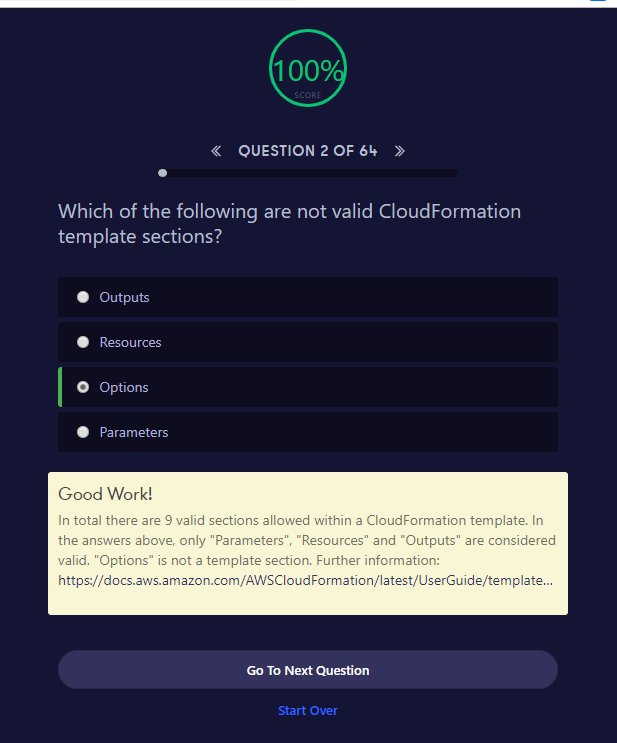 100%
SCORE
« QUESTION 2 OF 64 »
Which of the following are not valid CloudFormation
template sections?
Outputs
Resources
Options
Parameters
Good Work!
In total there are 9 valid sections allowed within a CloudFormation template. In
the answers above, only "Parameters", "Resources" and "Outputs" are considered
valid. "Options" is not a template section. Further information:
https://docs.aws.amazon.com/AWSCloudFormation/latest/UserGuide/template...
Go To Next Question
Start Over